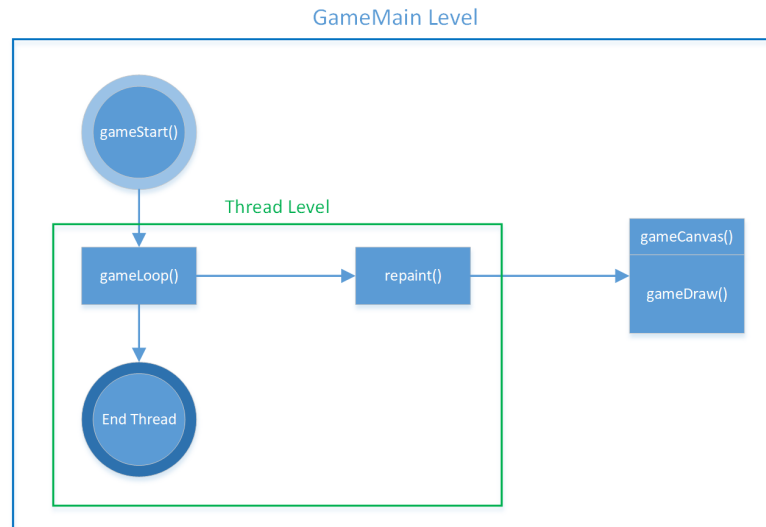 GameMain Level
gameStart()
Thread Level
gameLoop()
repaint()
gameCanvas()
gameDraw()
End Thread